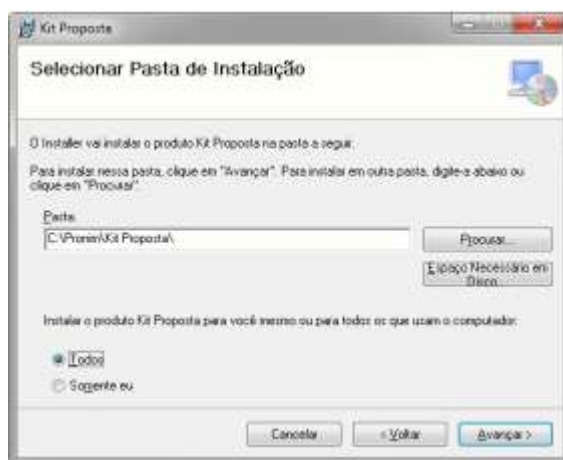 Kit Proposta
Selecionar Pasta de Instalação
O Installer vai instalar o produto Kit Proposta na pasta a seguir.
Para instalar nessa pasta, clique em "Avançar". Para instalar em outra pasta, digite-a abaixo ou
clique em "Procurar".
Pasta:
C:\Pronim\Kit Proposta\
Procurar...
Espaço Necessário em
Disco
Instalar o produto Kit Proposta para você mesmo ou para todos os que usam o computador:
Todos
Somente eu
Cancelar
< Voltar
Avançar >